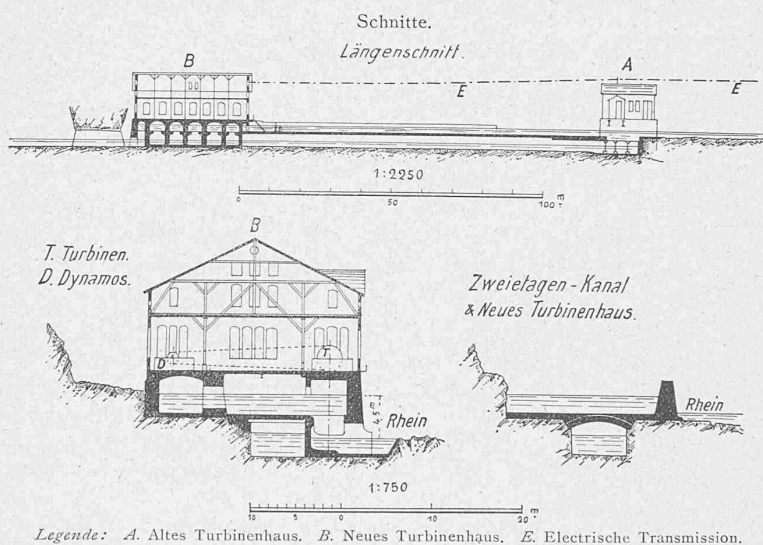 Schnitte.
Längenschnitt.
B
A
E
E
1:2250
0 50 100 m
T. Turbinen.
D. Dynamos.
B
D
T.
4,5 m
Rhein
Zweietagen-Kanal
& Neues Turbinenhaus.
Rhein
1:750
10 5 0 10 20 m
Legende: A. Altes Turbinenhaus. B. Neues Turbinenhaus. E. Electrische Transmission.